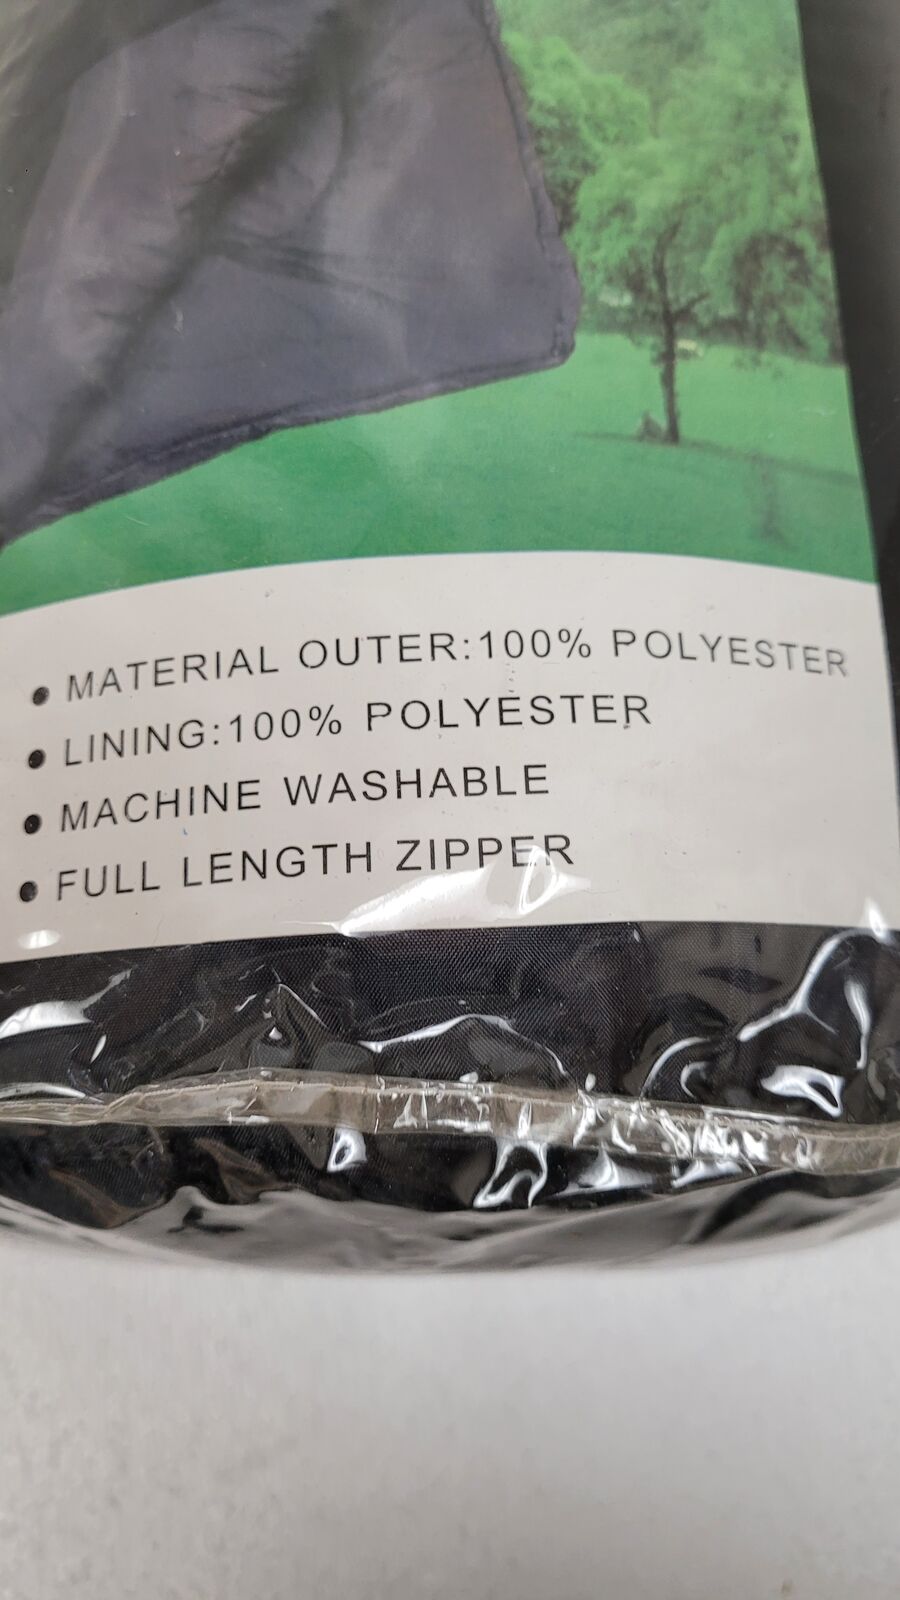 • MATERIAL OUTER:100% POLYESTER
• LINING:100% POLYESTER
• MACHINE WASHABLE
• FULL LENGTH ZIPPER